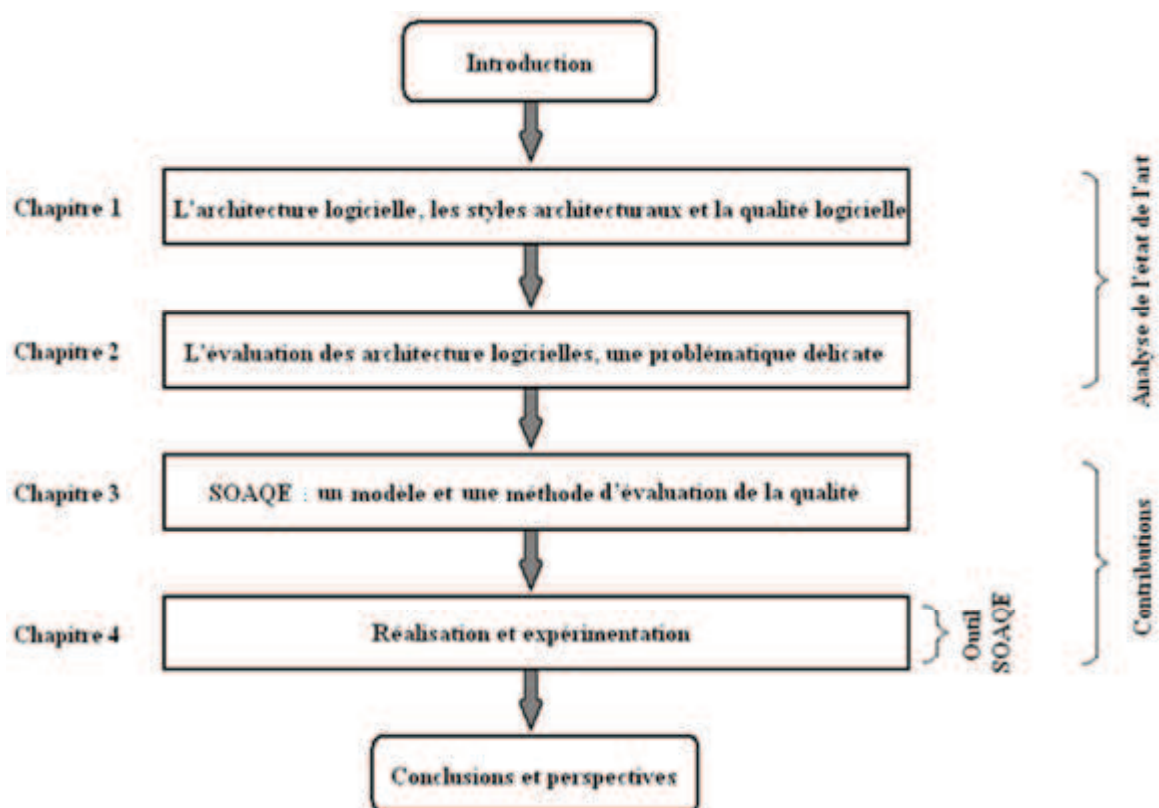 Introduction
Chapitre 1
L'architecture logicielle, les styles architecturaux et la qualité logicielle
Chapitre 2
L'évaluation des architecture logicielles, une problématique délicate
Analyse de l'état de l'art
Chapitre 3
SOAQE : un modèle et une méthode d'évaluation de la qualité
Chapitre 4
Réalisation et expérimentation
Outil
SOAQE
Contributions
Conclusions et perspectives